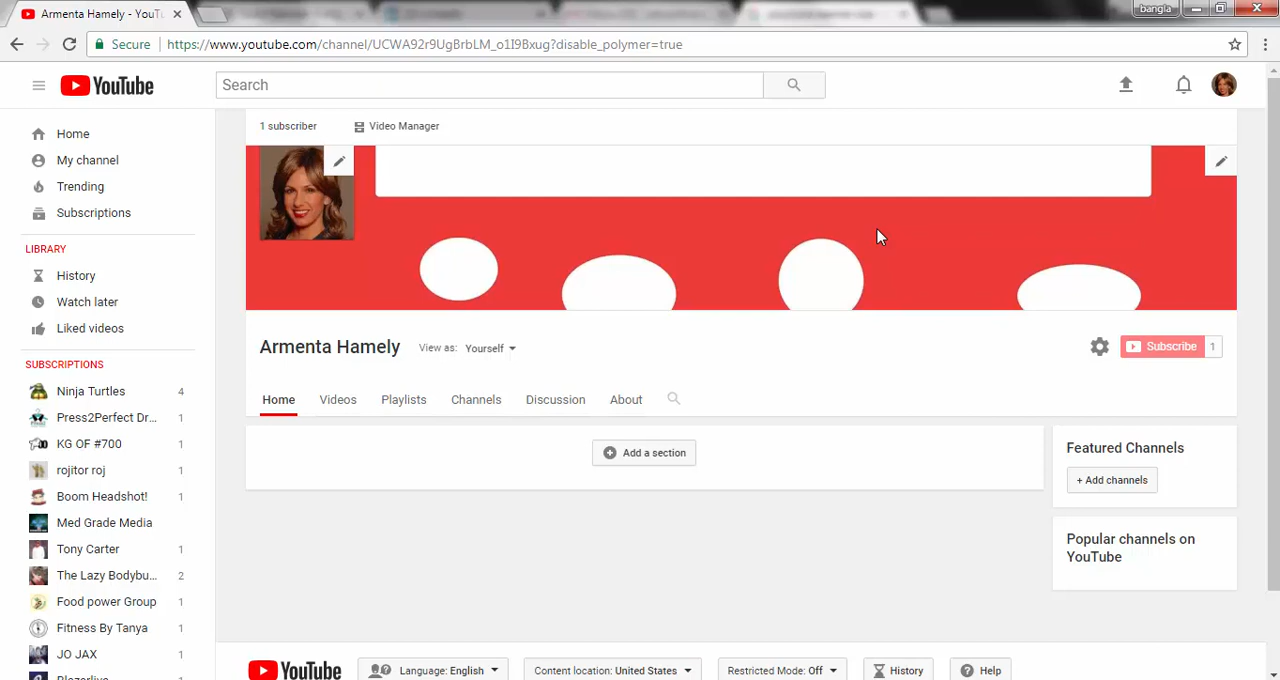 Armenta Hamely - YouT
bangla
Secure https://www.youtube.com/channel/UCWA92r9UgBrbLM_o1I9Bxug?disable_polymer=true
YouTube
Search
Home
My channel
Trending
Subscriptions
LIBRARY
History
Watch later
Liked videos
SUBSCRIPTIONS
Ninja Turtles 4
Press2Perfect Dr... 1
KG OF #700 1
rojitor roj 1
Boom Headshot! 1
Med Grade Media
Tony Carter 1
The Lazy Bodybu... 2
Food power Group 1
Fitness By Tanya 1
JO JAX 1
1 subscriber Video Manager
Armenta Hamely View as: Yourself
Subscribe 1
Home Videos Playlists Channels Discussion About
Add a section
Featured Channels
+ Add channels
Popular channels on
YouTube
YouTube Language: English Content location: United States Restricted Mode: Off History Help